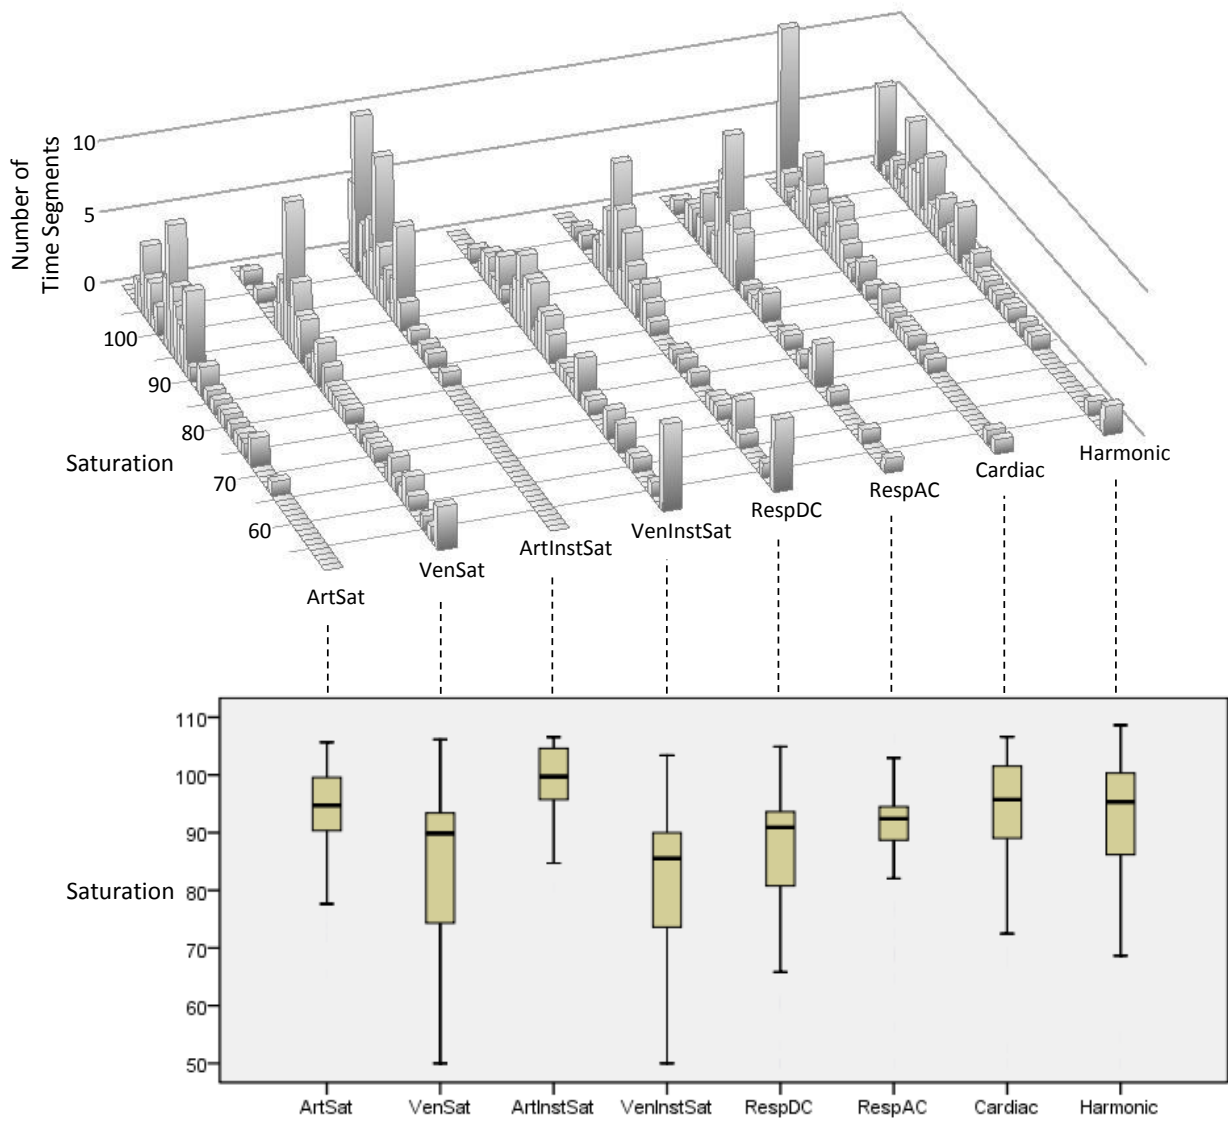 10
Number of
Time Segments
5
0
100
90
80
Saturation
70
60
Harmonic
Cardiac
RespAC
RespDC
VenInstSat
ArtInstSat
VenSat
ArtSat
110
100
90
Saturation
80
70
60
50
ArtSat VenSat ArtInstSat VenInstSat RespDC RespAC Cardiac Harmonic